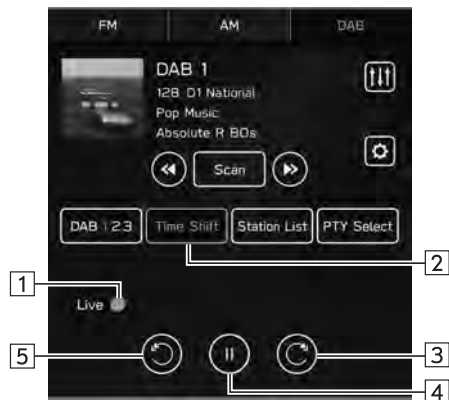 FM AM DAB
DAB 1
12B D1 National
Pop Music
Absolute R BOs
Scan
DAB 1 2 3 Time Shift Station List PTY Select
2
1
Live
5 3
4